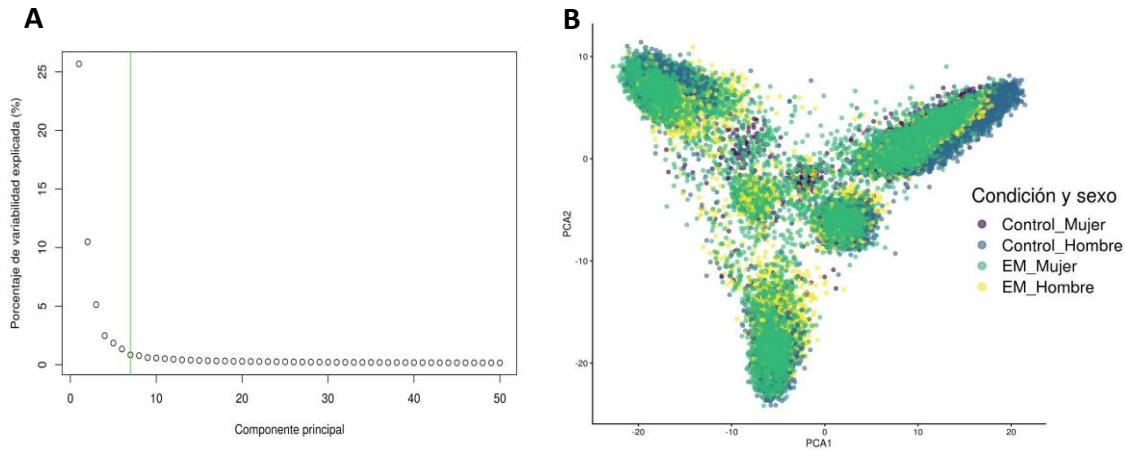 A
Porcentaje de variabilidad explicada (%)
25
20
15
10
5
0
0 10 20 30 40 50
Componente principal
B
PCA2
10
0
-10
-20
-20 -10 0 10 20
PCA1
Condición y sexo
Control_Mujer
Control_Hombre
EM_Mujer
EM_Hombre